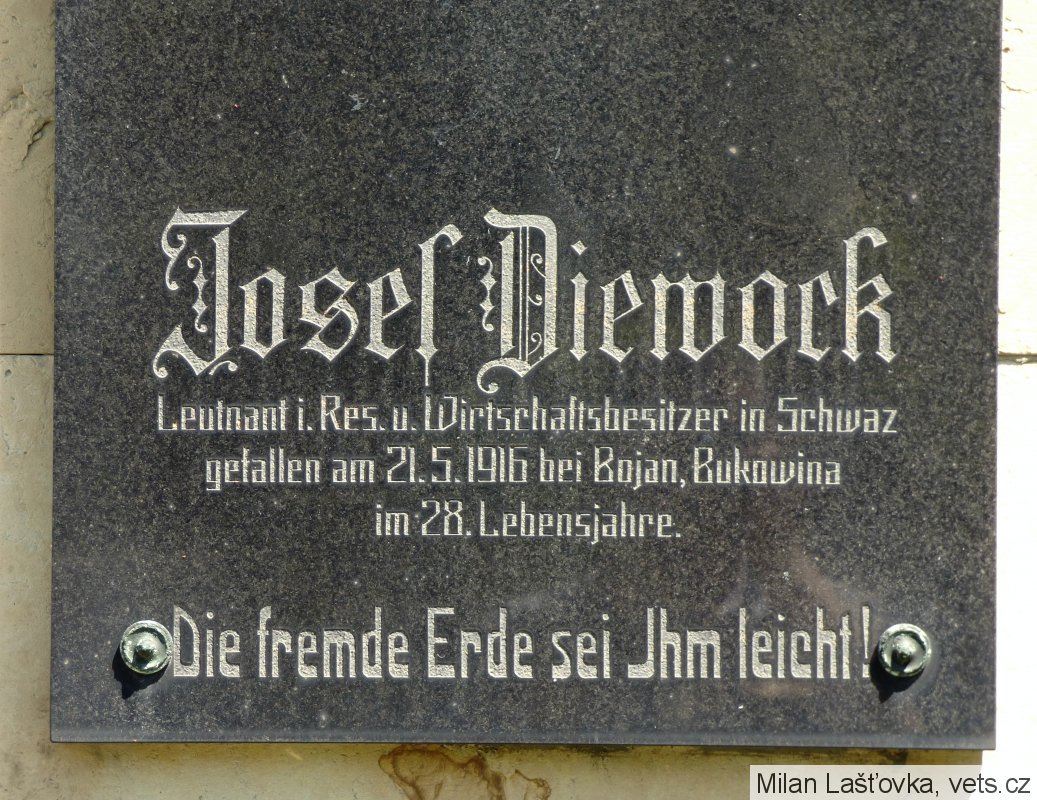 Josef Diewock
Leutnant i. Res. u. Wirtschaftsbesitzer in Schwaz
gefallen am 21. 5. 1916 bei Bojan, Bukowina
im 28. Lebensjahre.
Die fremde Erde sei Jhm leicht!
Milan Lašťovka, vets.cz